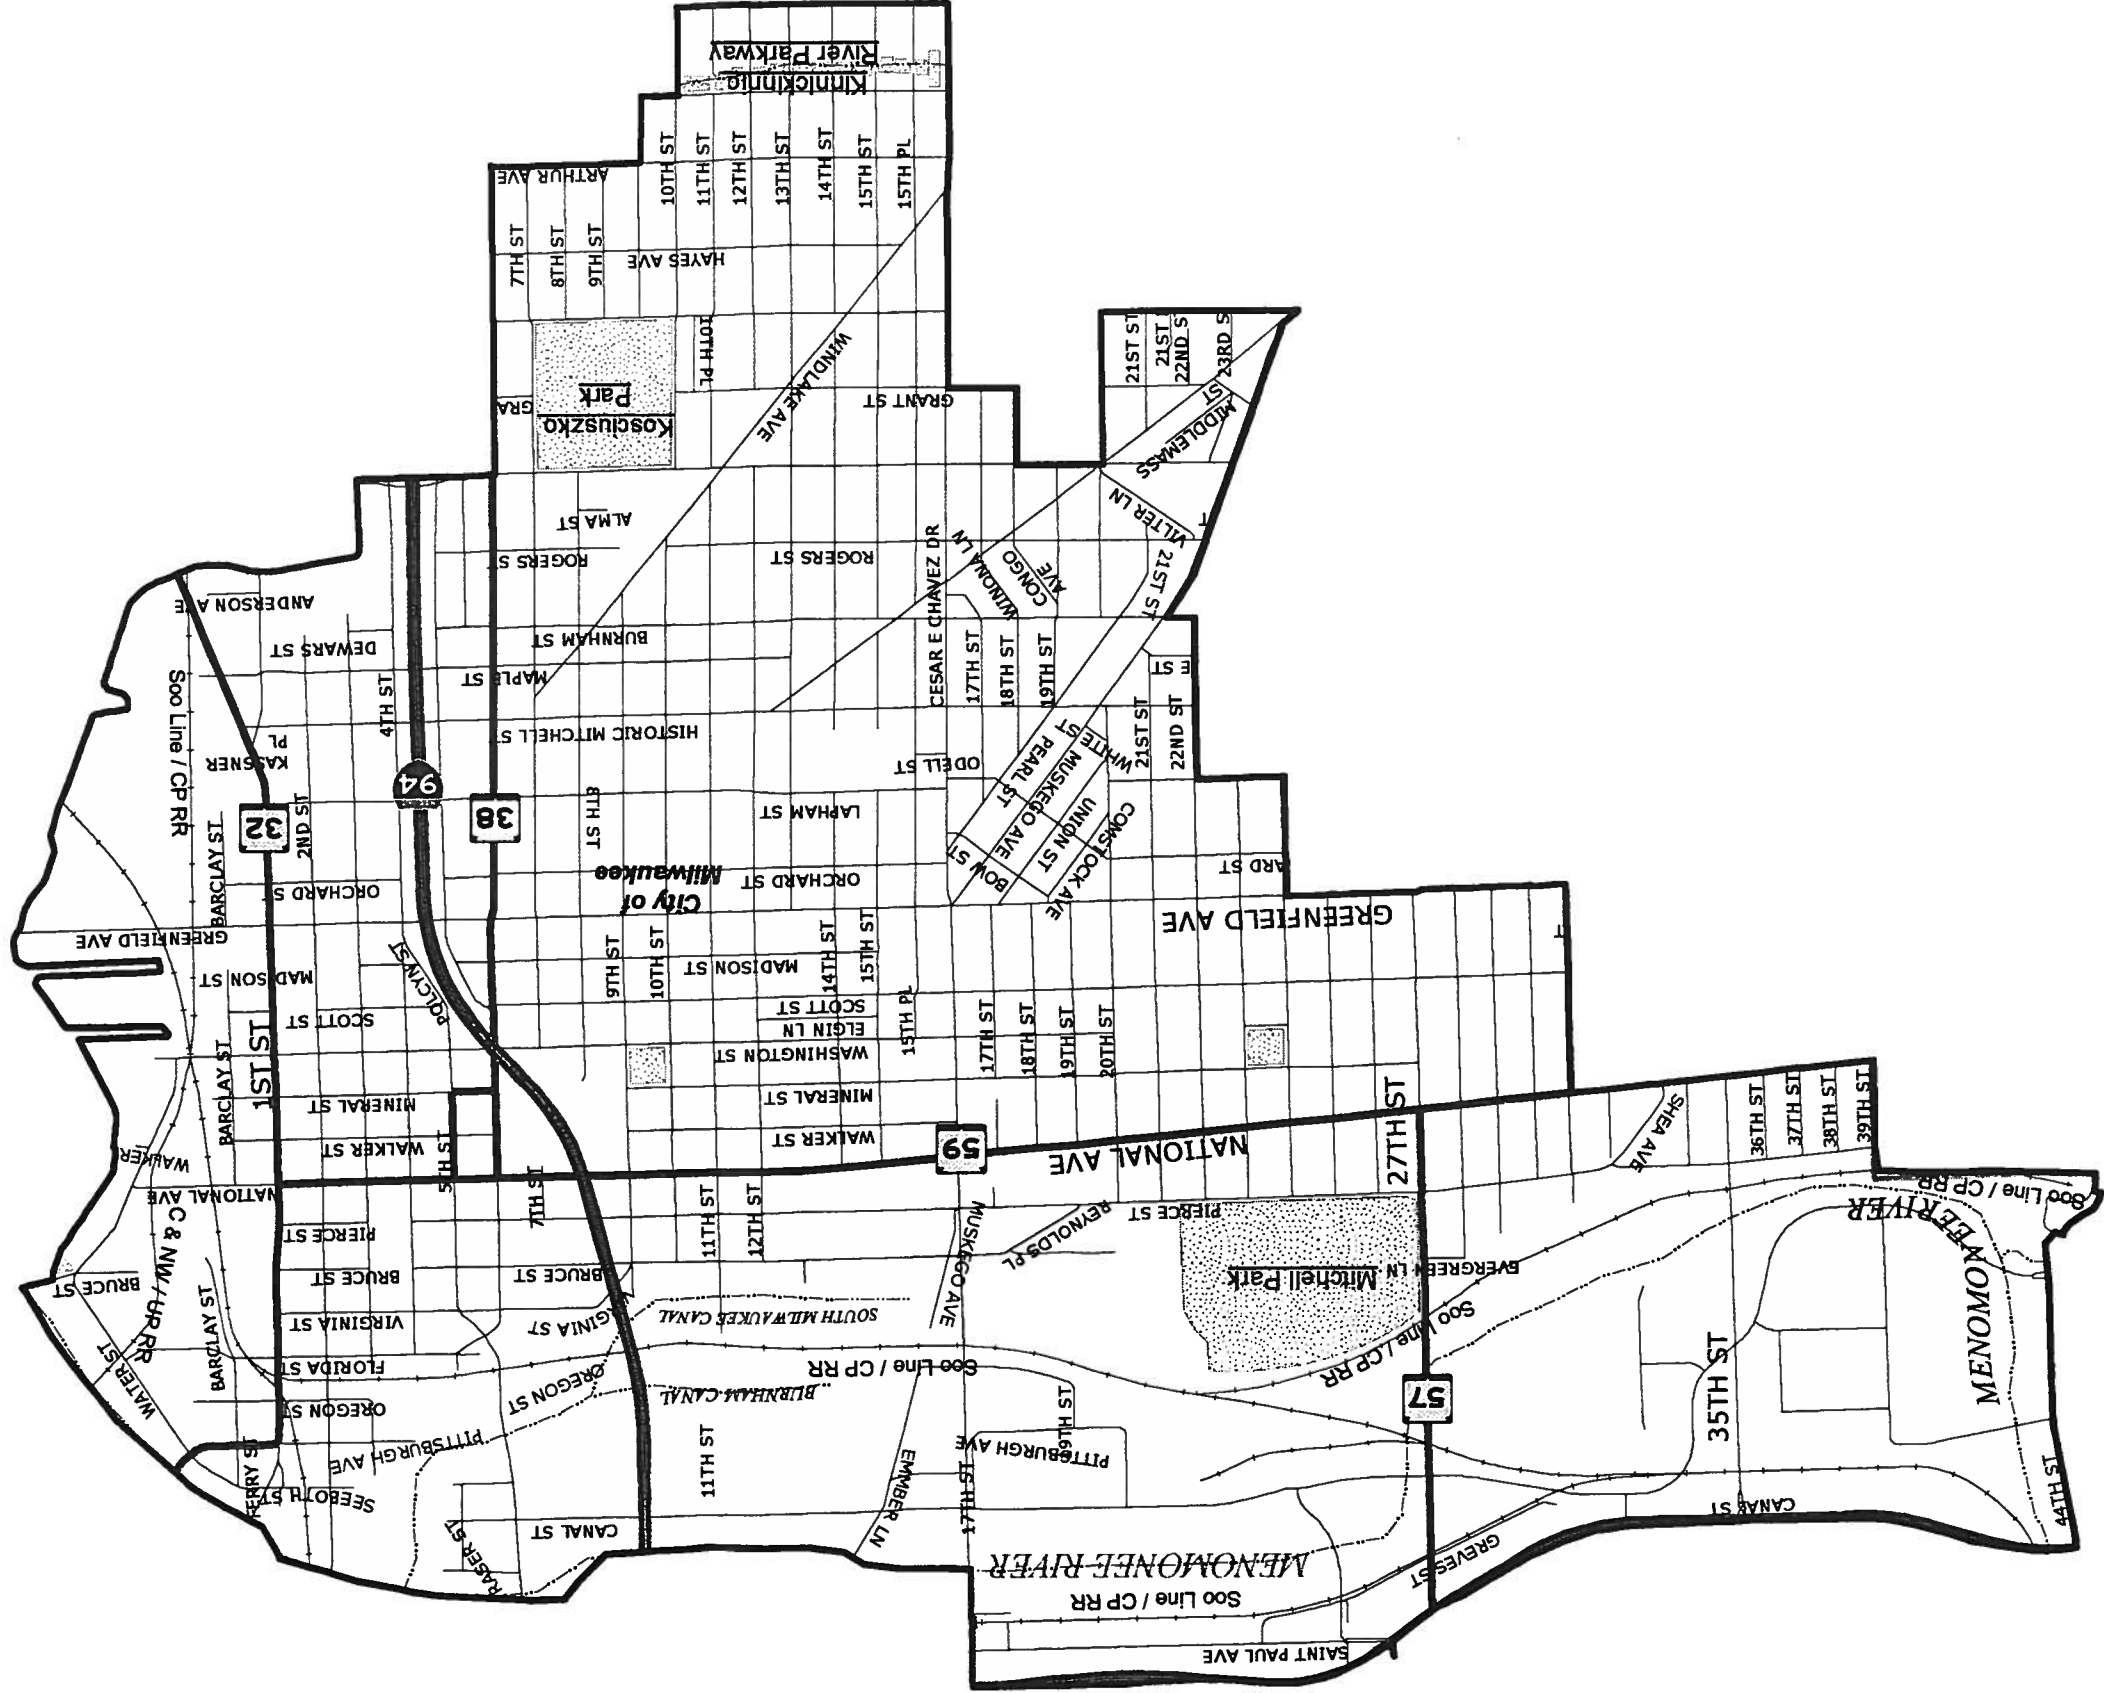 SAINT PAUL AVE
Soo Line / CP RR
MENOMONEE RIVER
GREVES ST
CANAL ST
44TH ST
CANAL ST
EMBER LN
17TH ST
11TH ST
SEEBOTH ST
FERRY ST
PITTSBURGH AVE
19TH ST
PITTSBURGH AVE
35TH ST
57
BURNHAM CANAL
OREGON ST
OREGON ST
WATER ST
Soo Line / CP RR
Soo Line / CP RR
FLORIDA ST
BARCLAY ST
VIRGINIA ST
SOUTH MILWAUKEE CANAL
MUSKEGO AVE
MENOMONEE RIVER
EVERGREEN LN
Mitchell Park
BRUCE ST
BRUCE ST
BRUCE ST
C & NW / UP RR
PIERCE ST
REYNOLDS PL
PIERCE ST
12TH ST
11TH ST
7TH ST
Soo Line / CP RR
NATIONAL AVE
27TH ST
NATIONAL AVE
59
WALKER ST
5TH ST
WALKER ST
WALKER
39TH ST
38TH ST
37TH ST
36TH ST
SHEA AVE
MINERAL ST
MINERAL ST
BARCLAY ST
1ST ST
20TH ST
19TH ST
18TH ST
17TH ST
15TH PL
WASHINGTON ST
ELGIN LN
SCOTT ST
SCOTT ST
POLCYN ST
15TH ST
14TH ST
MADISON ST
10TH ST
9TH ST
MADISON ST
GREENFIELD AVE
GREENFIELD AVE
City of
Milwaukee
ORCHARD ST
ARD ST
BARCLAY ST
COMSTOCK AVE
UNION ST
MUSKEGO AVE
PEARL ST
BOW ST
WHITE ST
LAPHAM ST
8TH ST
38
2ND ST
32
94
ODELL ST
KASSNER
PL
HISTORIC MITCHELL ST
22ND ST
21ST ST
19TH ST
18TH ST
17TH ST
CESAR E CHAVEZ DR
MAPLE ST
4TH ST
Soo Line / CP RR
E ST
BURNHAM ST
DEWARS ST
ANDERSON AVE
21ST ST
CONGO
AVE
WINONA LN
ROGERS ST
ROGERS ST
VILTER LN
ALMA ST
MIDDLEMASS
ST
Kosciuszko
Park
GRANT ST
GRA
WINDLAKE AVE
10TH PL
23RD S
22ND S
21ST
21ST ST
HAYES AVE
9TH ST
8TH ST
7TH ST
ARTHUR AVE
15TH PL
15TH ST
14TH ST
13TH ST
12TH ST
11TH ST
10TH ST
Kinnickinnic
River Parkway